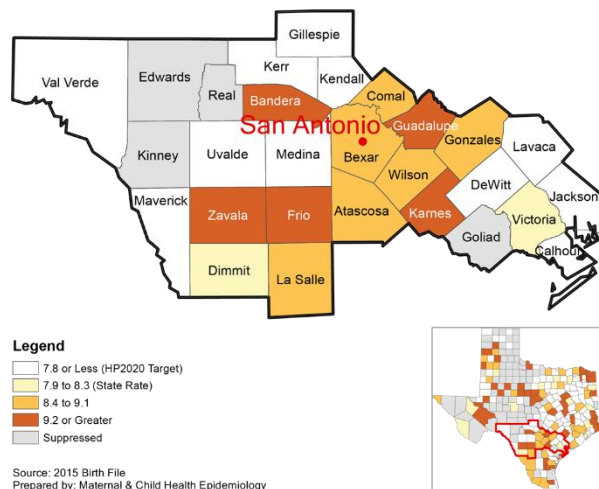 Gillespie
Val Verde
Edwards
Kerr
Kendall
Real
Bandera
Comal
San Antonio
Guadalupe
Gonzales
Kinney
Uvalde
Medina
Bexar
Lavaca
Wilson
DeWitt
Maverick
Jackson
Zavala
Frio
Atascosa
Karnes
Victoria
Goliad
Calhoun
Dimmit
La Salle
Legend
7.8 or Less (HP2020 Target)
7.9 to 8.3 (State Rate)
8.4 to 9.1
9.2 or Greater
Suppressed
Source: 2015 Birth File
Prepared by: Maternal & Child Health Epidemiology